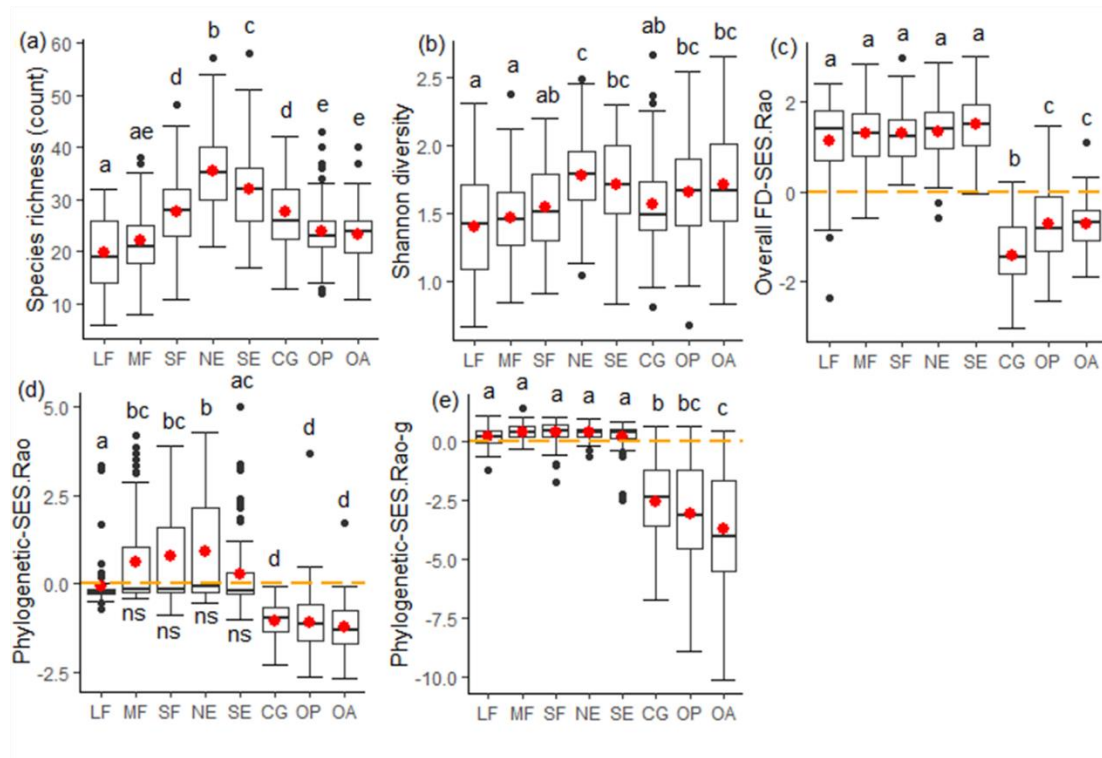 (a)
Species richness (count)
60
50
40
30
20
10
a
ae
d
b
c
d
e
e
LF MF SF NE SE CG OP OA
(b)
Shannon diversity
2.5
2.0
1.5
1.0
a
a
ab
c
bc
ab
bc
bc
LF MF SF NE SE CG OP OA
(c)
Overall FD-SES.Rao
2
0
-2
a
a
a
a
a
b
c
c
LF MF SF NE SE CG OP OA
(d)
Phylogenetic-SES.Rao
5.0
2.5
0.0
-2.5
a
bc
bc
b
ac
d
d
d
ns
ns
ns
ns
LF MF SF NE SE CG OP OA
(e)
Phylogenetic-SES.Rao-g
0.0
-2.5
-5.0
-7.5
-10.0
a
a
a
a
a
b
bc
c
LF MF SF NE SE CG OP OA